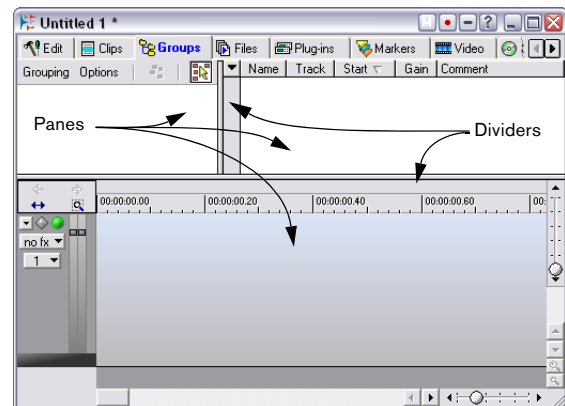 Untitled 1 *
M ?
Edit Clips Groups Files Plug-ins Markers Video
Grouping Options Name Track Start Gain Comment
Panes
Dividers
00:00:00.00 00:00:00.20 00:00:00.40 00:00:00.60 00:
no fx
1